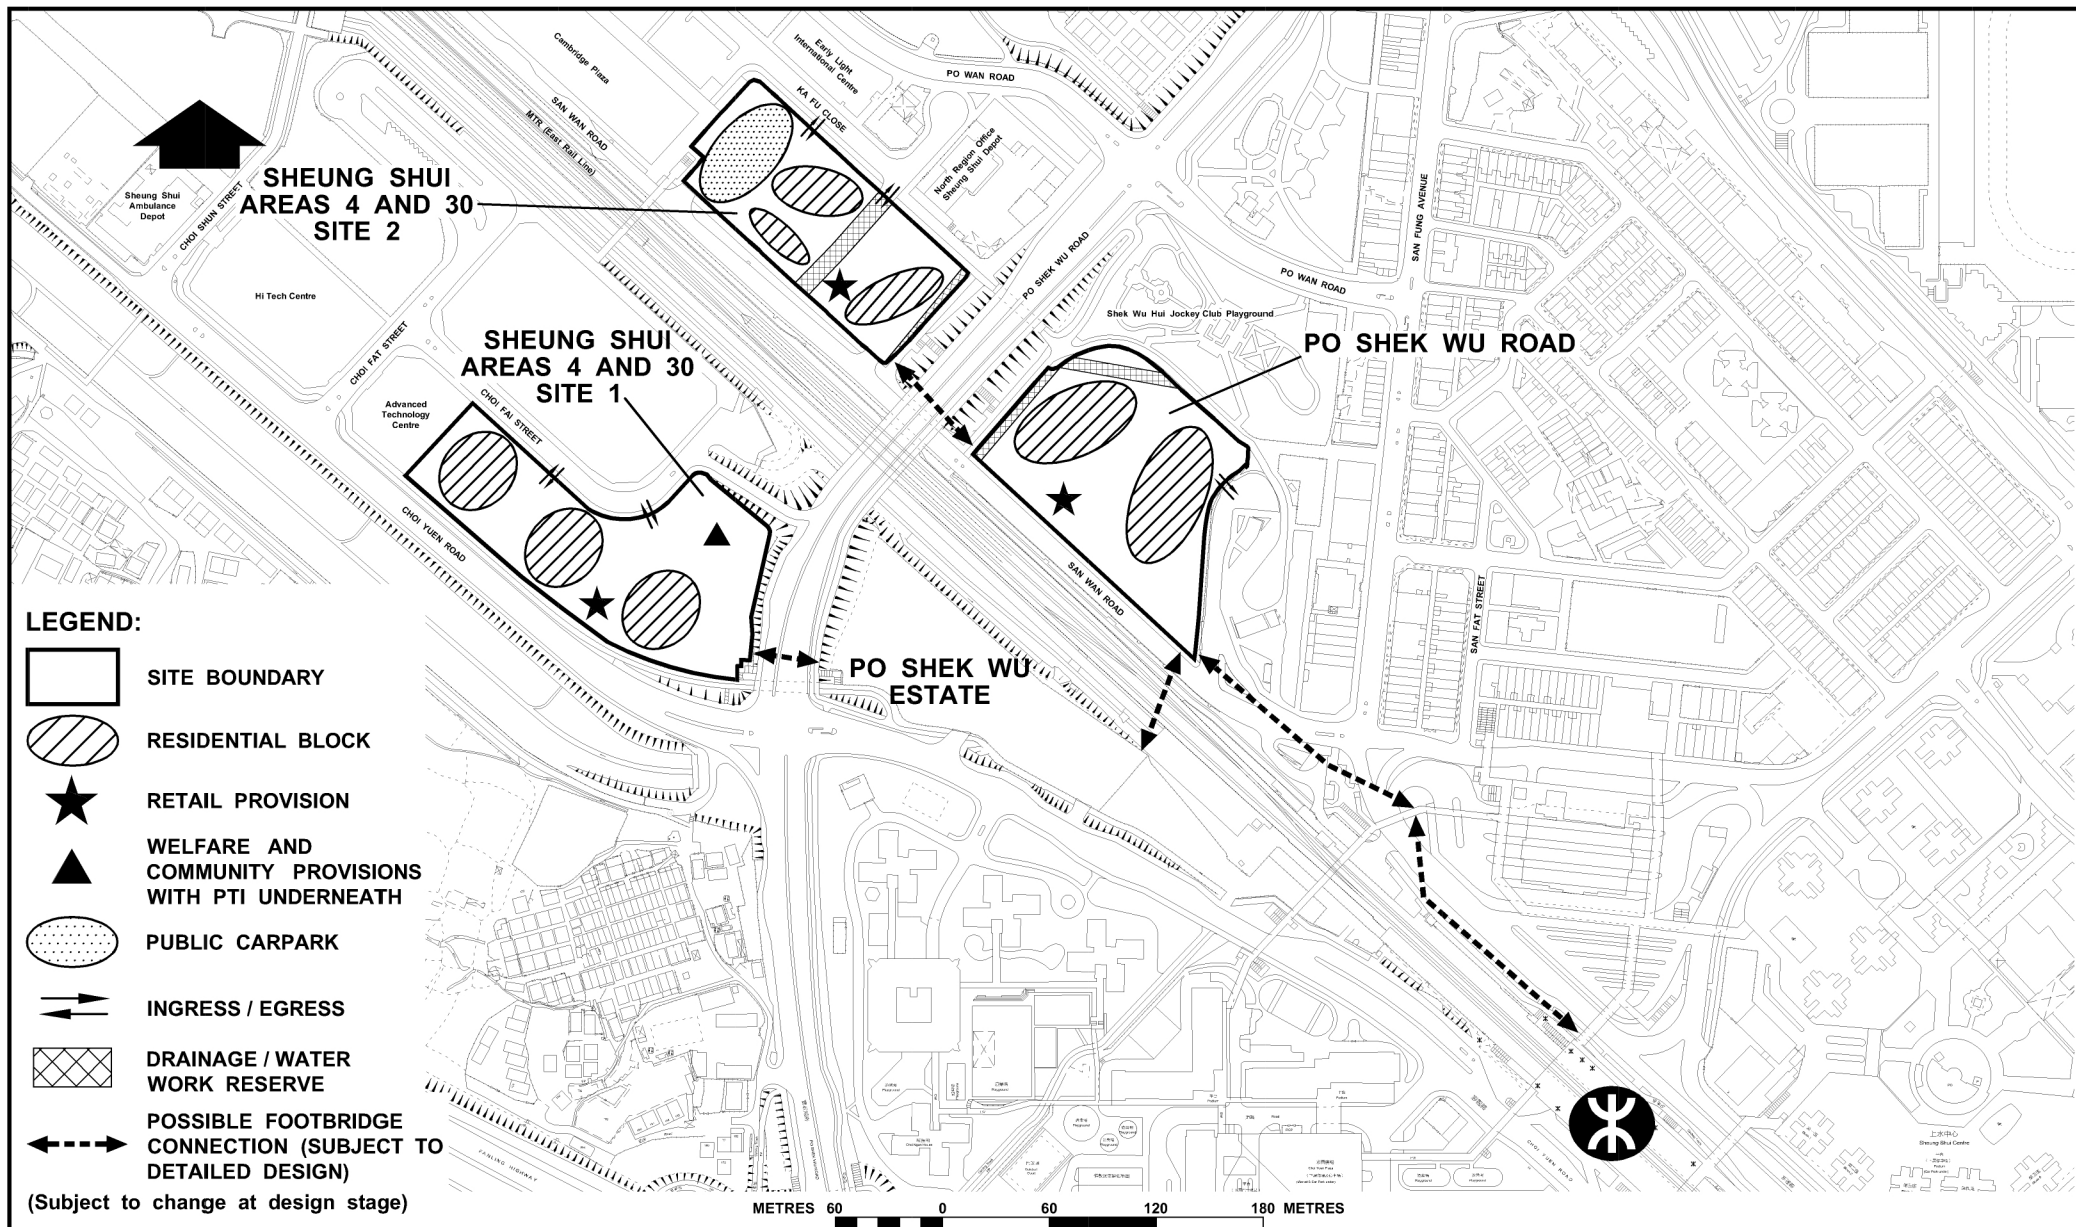 Cambridge Plaza
Early Light
International Centre
PO WAN ROAD
KA FU CLOSE
SAN WAN ROAD
MTR (East Rail Line)
North Region Office
Sheung Shui Depot
SHEUNG SHUI
AREAS 4 AND 30
SITE 2
Sheung Shui
Ambulance
Depot
CHOI SHUN STREET
SAN FUNG AVENUE
PO SHEK WU ROAD
PO WAN ROAD
Hi Tech Centre
Shek Wu Hui Jockey Club Playground
PO SHEK WU ROAD
CHOI FAT STREET
SHEUNG SHUI
AREAS 4 AND 30
SITE 1
Advanced
Technology
Centre
CHOI FAI STREET
CHOI YUEN ROAD
SAN WAN ROAD
SAN FAT STREET
PO SHEK WU
ESTATE
LEGEND:
SITE BOUNDARY
RESIDENTIAL BLOCK
RETAIL PROVISION
WELFARE AND
COMMUNITY PROVISIONS
WITH PTI UNDERNEATH
PUBLIC CARPARK
INGRESS / EGRESS
DRAINAGE / WATER
WORK RESERVE
POSSIBLE FOOTBRIDGE
CONNECTION (SUBJECT TO
DETAILED DESIGN)
(Subject to change at design stage)
FANLING HIGHWAY
CHOI YUEN ROAD
上水中心
Sheung Shui Centre
METRES 60 0 60 120 180 METRES